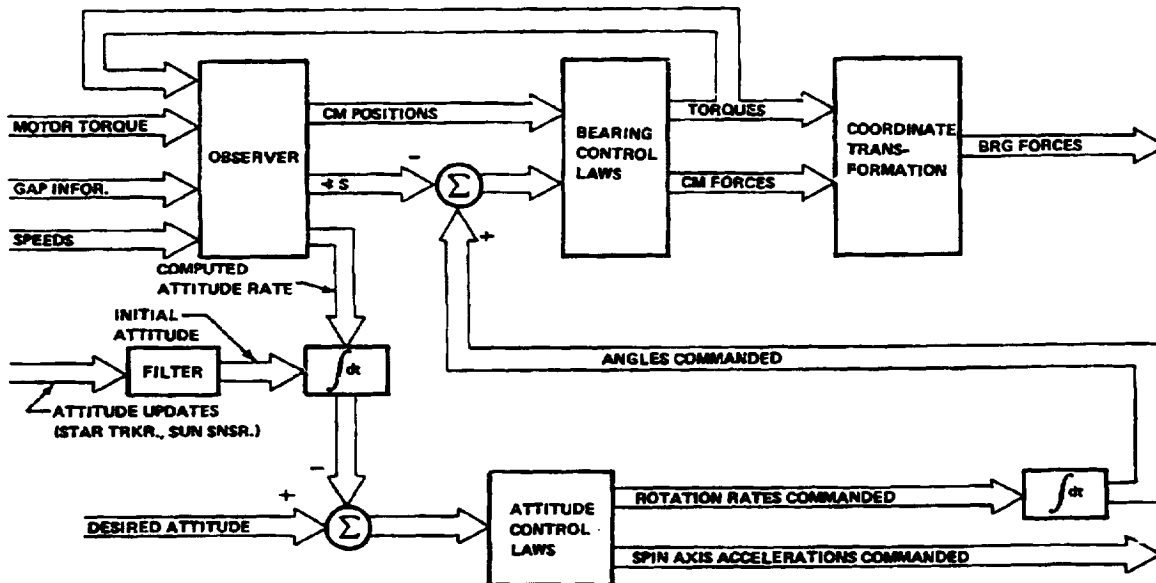 MOTOR TORQUE
GAP INFOR.
SPEEDS
OBSERVER
CM POSITIONS
∢ S
−
Σ
+
BEARING
CONTROL
LAWS
TORQUES
CM FORCES
COORDINATE
TRANS-
FORMATION
BRG FORCES
COMPUTED
ATTITUDE RATE
INITIAL
ATTITUDE
FILTER
∫dt
ATTITUDE UPDATES
(STAR TRKR., SUN SNSR.)
ANGLES COMMANDED
−
+
DESIRED ATTITUDE
Σ
ATTITUDE
CONTROL
LAWS
ROTATION RATES COMMANDED
∫dt
SPIN AXIS ACCELERATIONS COMMANDED